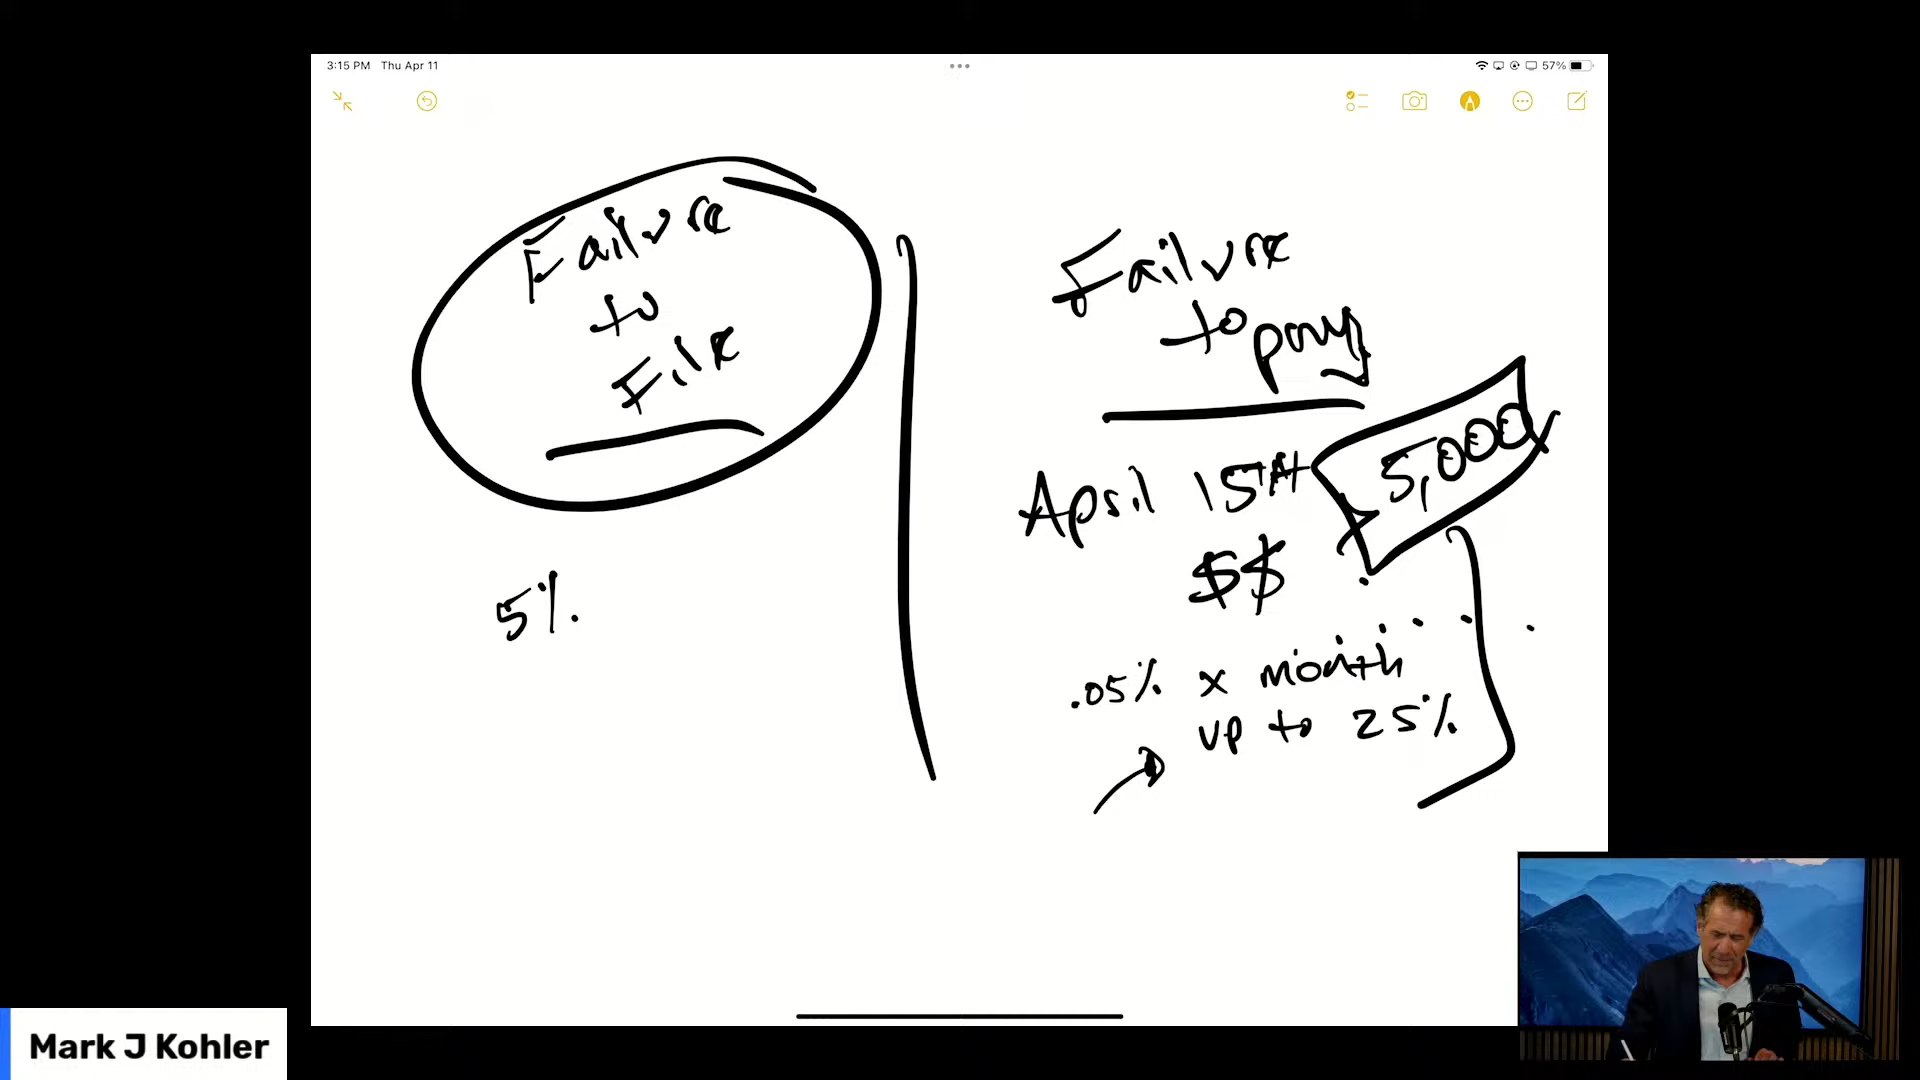 3:15 PM Thu Apr 11
57%
Failure
to
File
5%
Failure
to pay
April 15TH
5,000
$$
.05% x month
up to 25%
Mark J Kohler